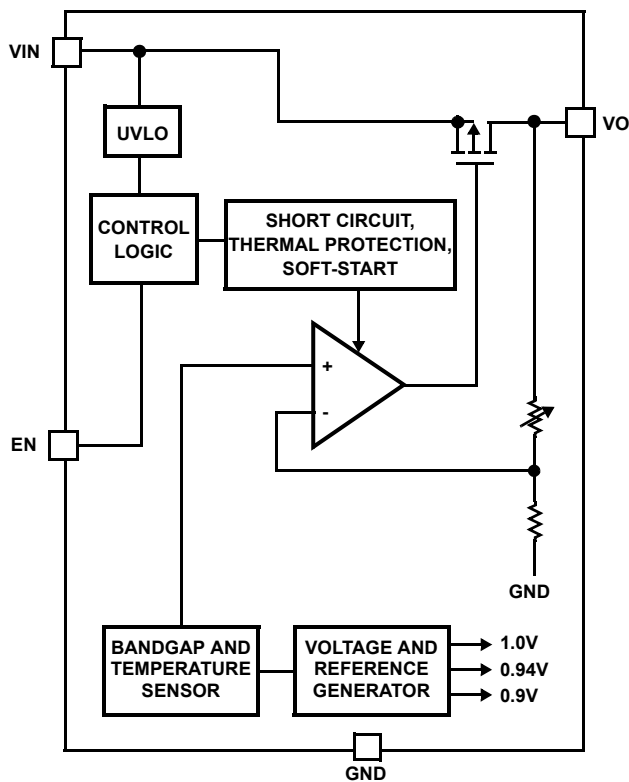 VIN
VO
UVLO
CONTROL
LOGIC
SHORT CIRCUIT,
THERMAL PROTECTION,
SOFT-START
+
-
EN
GND
BANDGAP AND
TEMPERATURE
SENSOR
VOLTAGE AND
REFERENCE
GENERATOR
1.0V
0.94V
0.9V
GND